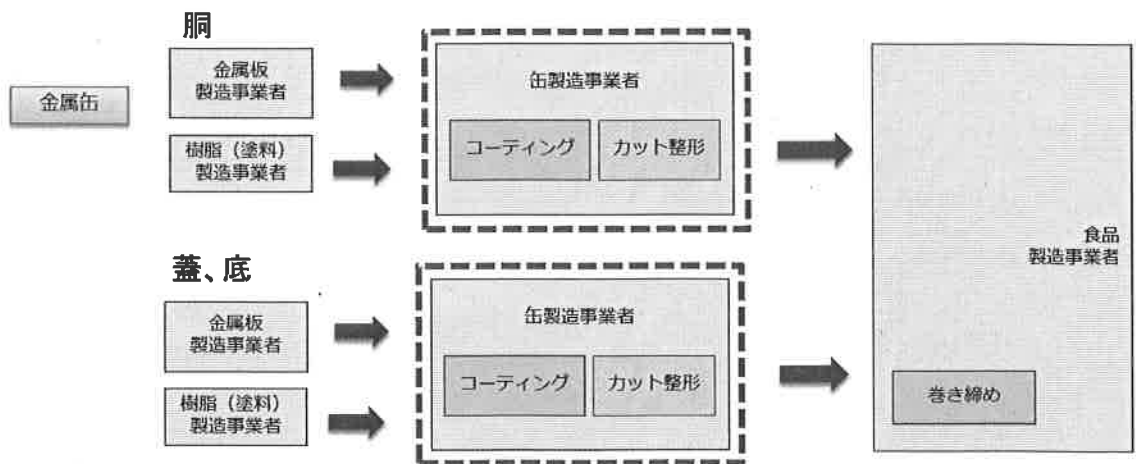 金属缶
胴
金属板
製造事業者
樹脂（塗料）
製造事業者
缶製造事業者
コーティング
カット整形
蓋、底
金属板
製造事業者
樹脂（塗料）
製造事業者
缶製造事業者
コーティング
カット整形
食品
製造事業者
巻き締め